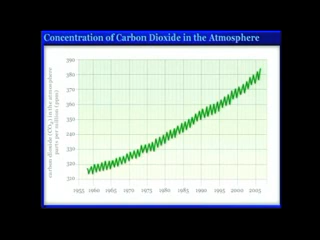 Concentration of Carbon Dioxide in the Atmosphere
carbon dioxide (CO₂) in the atmosphere
parts per million (ppm)
390
380
370
360
350
340
330
320
310
1955 1960 1965 1970 1975 1980 1985 1990 1995 2000 2005